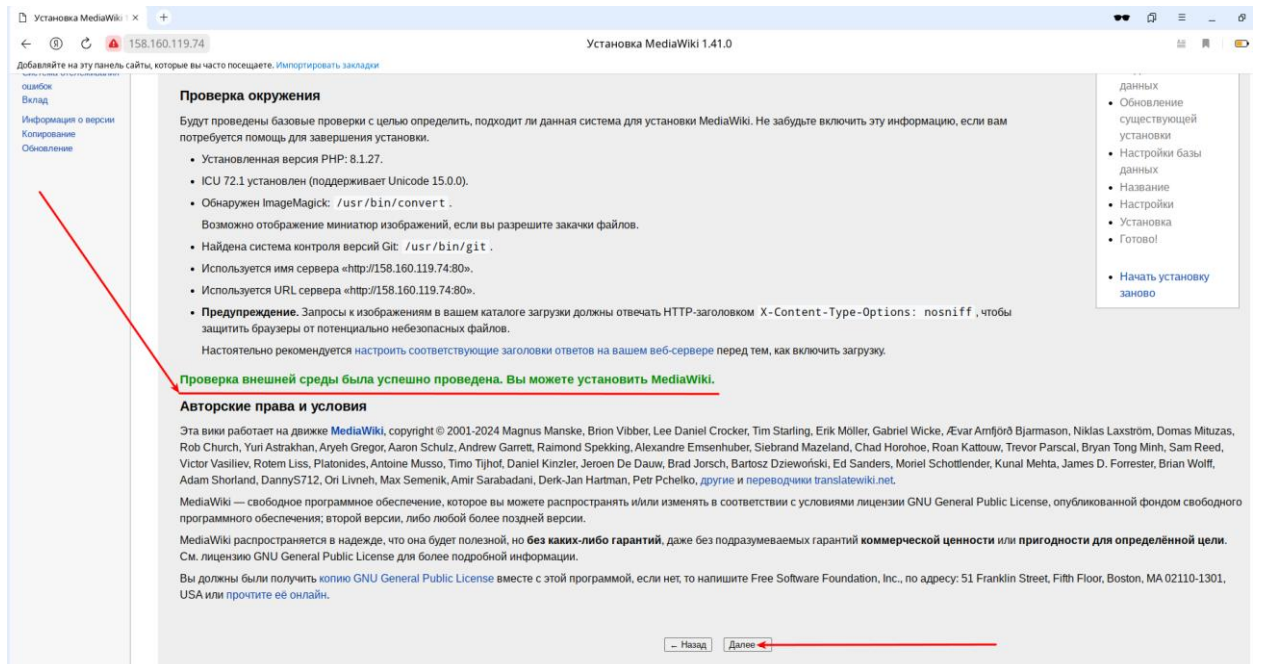 Установка MediaWiki 1
158.160.119.74
Установка MediaWiki 1.41.0
Добавляйте на эту панель сайты, которые вы часто посещаете. Импортировать закладки
ошибок
Вклад
Информация о версии
Копирование
Обновление
Проверка окружения
Будут проведены базовые проверки с целью определить, подходит ли данная система для установки MediaWiki. Не забудьте включить эту информацию, если вам
потребуется помощь для завершения установки.
• Установленная версия PHP: 8.1.27.
• ICU 72.1 установлен (поддерживает Unicode 15.0.0).
• Обнаружен ImageMagick: /usr/bin/convert .
Возможно отображение миниатюр изображений, если вы разрешите закачки файлов.
• Найдена система контроля версий Git: /usr/bin/git .
• Используется имя сервера «http://158.160.119.74:80».
• Используется URL сервера «http://158.160.119.74:80».
• Предупреждение. Запросы к изображениям в вашем каталоге загрузки должны отвечать HTTP-заголовком X-Content-Type-Options: nosniff , чтобы
защитить браузеры от потенциально небезопасных файлов.
Настоятельно рекомендуется настроить соответствующие заголовки ответов на вашем веб-сервере перед тем, как включить загрузку.
Проверка внешней среды была успешно проведена. Вы можете установить MediaWiki.
Авторские права и условия
Эта вики работает на движке MediaWiki, copyright © 2001-2024 Magnus Manske, Brion Vibber, Lee Daniel Crocker, Tim Starling, Erik Möller, Gabriel Wicke, Ævar Arnfjörð Bjarmason, Niklas Laxström, Domas Mituzas,
Rob Church, Yuri Astrakhan, Aryeh Gregor, Aaron Schulz, Andrew Garrett, Raimond Spekking, Alexandre Emsenhuber, Siebrand Mazeland, Chad Horohoe, Roan Kattouw, Trevor Parscal, Bryan Tong Minh, Sam Reed,
Victor Vasiliev, Rotem Liss, Platonides, Antoine Musso, Timo Tijhof, Daniel Kinzler, Jeroen De Dauw, Brad Jorsch, Bartosz Dziewoński, Ed Sanders, Moriel Schottlender, Kunal Mehta, James D. Forrester, Brian Wolff,
Adam Shorland, DannyS712, Ori Livneh, Max Semenik, Amir Sarabadani, Derk-Jan Hartman, Petr Pchelko, другие и переводчики translatewiki.net.
MediaWiki — свободное программное обеспечение, которое вы можете распространять и/или изменять в соответствии с условиями лицензии GNU General Public License, опубликованной фондом свободного
программного обеспечения; второй версии, либо любой более поздней версии.
MediaWiki распространяется в надежде, что она будет полезной, но без каких-либо гарантий, даже без подразумеваемых гарантий коммерческой ценности или пригодности для определённой цели.
См. лицензию GNU General Public License для более подробной информации.
Вы должны были получить копию GNU General Public License вместе с этой программой, если нет, то напишите Free Software Foundation, Inc., по адресу: 51 Franklin Street, Fifth Floor, Boston, MA 02110-1301,
USA или прочтите её онлайн.
← Назад
Далее
данных
• Обновление
существующей
установки
• Настройки базы
данных
• Название
• Настройки
• Установка
• Готово!
• Начать установку
заново